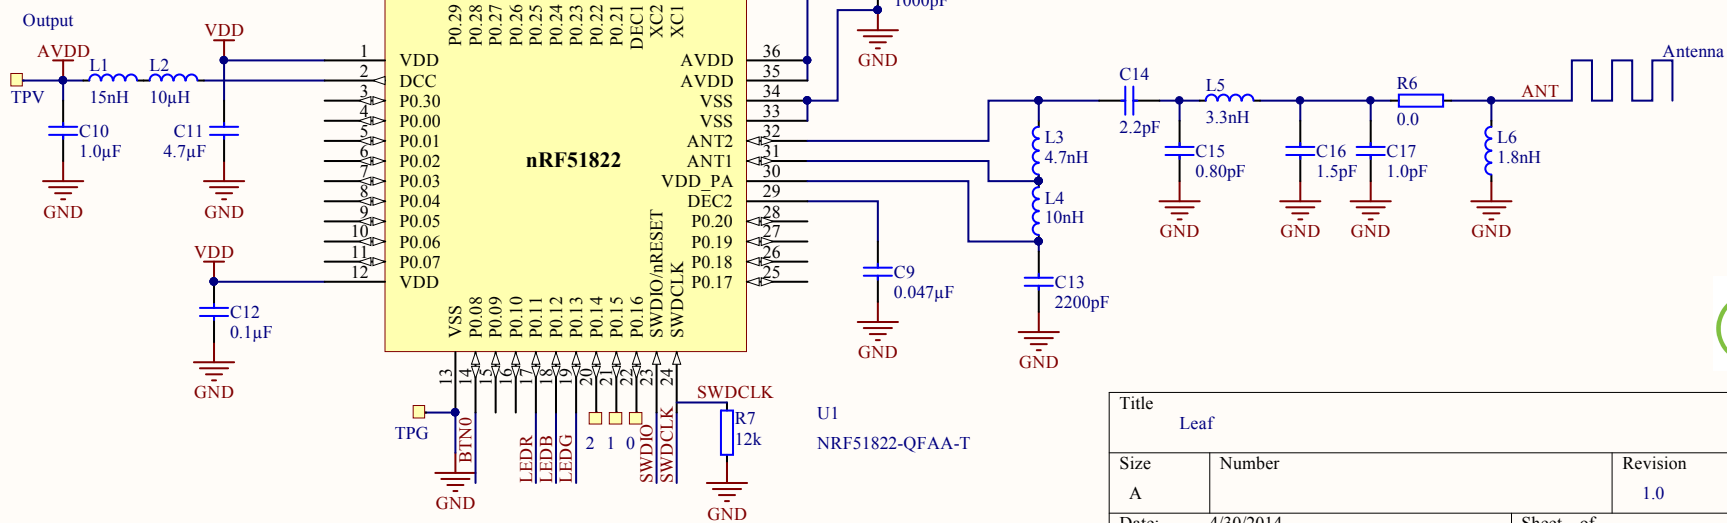 Output
AVDD
TPV
L1
15nH
L2
10µH
VDD
C10
1.0µF
C11
4.7µF
GND
GND
VDD
C12
0.1µF
GND
P0.29
P0.28
P0.27
P0.26
P0.25
P0.24
P0.23
P0.22
P0.21
DEC1
XC2
XC1
1 VDD
2 DCC
3 P0.30
4 P0.00
5 P0.01
6 P0.02
7 P0.03
8 P0.04
9 P0.05
10 P0.06
11 P0.07
12 VDD
nRF51822
AVDD 36
AVDD 35
VSS 34
VSS 33
ANT2 32
ANT1 31
VDD_PA 30
DEC2 29
P0.20 28
P0.19 27
P0.18 26
P0.17 25
VSS
P0.08
P0.09
P0.10
P0.11
P0.12
P0.13
P0.14
P0.15
P0.16
SWDIO/nRESET
SWDCLK
13
14
15
16
17
18
19
20
21
22
23
24
TPG
GND
BTN0
LEDR
LEDB
LEDG
2 1 0
SWDIO
SWDCLK
SWDCLK
R7
12k
GND
U1
NRF51822-QFAA-T
1000pF
GND
C9
0.047µF
GND
L3
4.7nH
L4
10nH
C13
2200pF
GND
C14
2.2pF
C15
0.80pF
GND
L5
3.3nH
C16
1.5pF
GND
C17
1.0pF
GND
R6
0.0
L6
1.8nH
GND
ANT
Antenna
Title
Leaf
Size
A
Number
Revision
1.0
Date: 4/30/2014
Sheet of